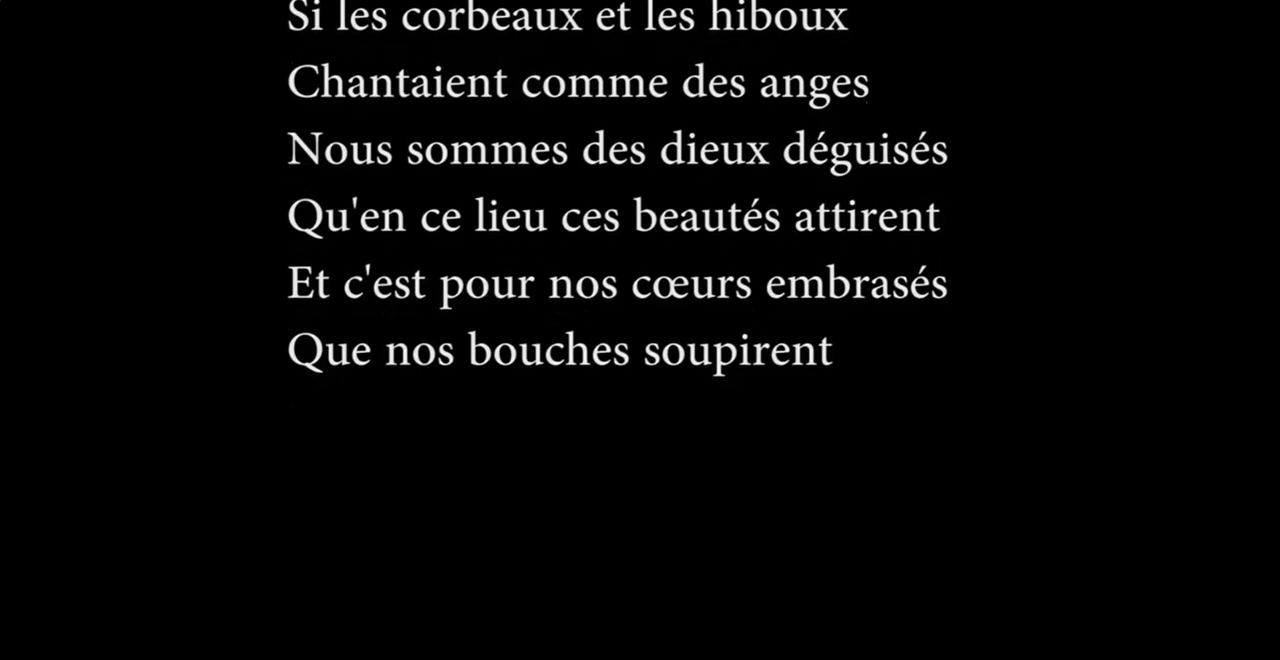 Si les corbeaux et les hiboux
Chantaient comme des anges
Nous sommes des dieux déguisés
Qu'en ce lieu ces beautés attirent
Et c'est pour nos cœurs embrasés
Que nos bouches soupirent